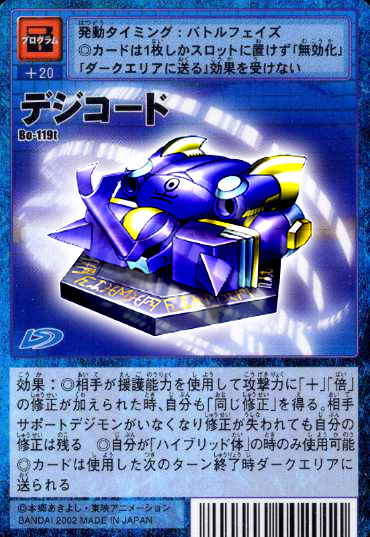 プログラム
+20
発動タイミング：バトルフェイズ
◎カードは1枚しかスロットに置けず「無効化」
「ダークエリアに送る」効果を受けない
デジコード
Bo-119t
効果：◎相手が援護能力を使用して攻撃力に「＋」「倍」
の修正が加えられた時、自分も「同じ修正」を得る。相手
サポートデジモンがいなくなり修正が失われても自分の
修正は残る　◎自分が「ハイブリッド体」の時のみ使用可能
◎カードは使用した次のターン終了時ダークエリアに
送られる
©本郷あきよし・東映アニメーション
BANDAI 2002 MADE IN JAPAN